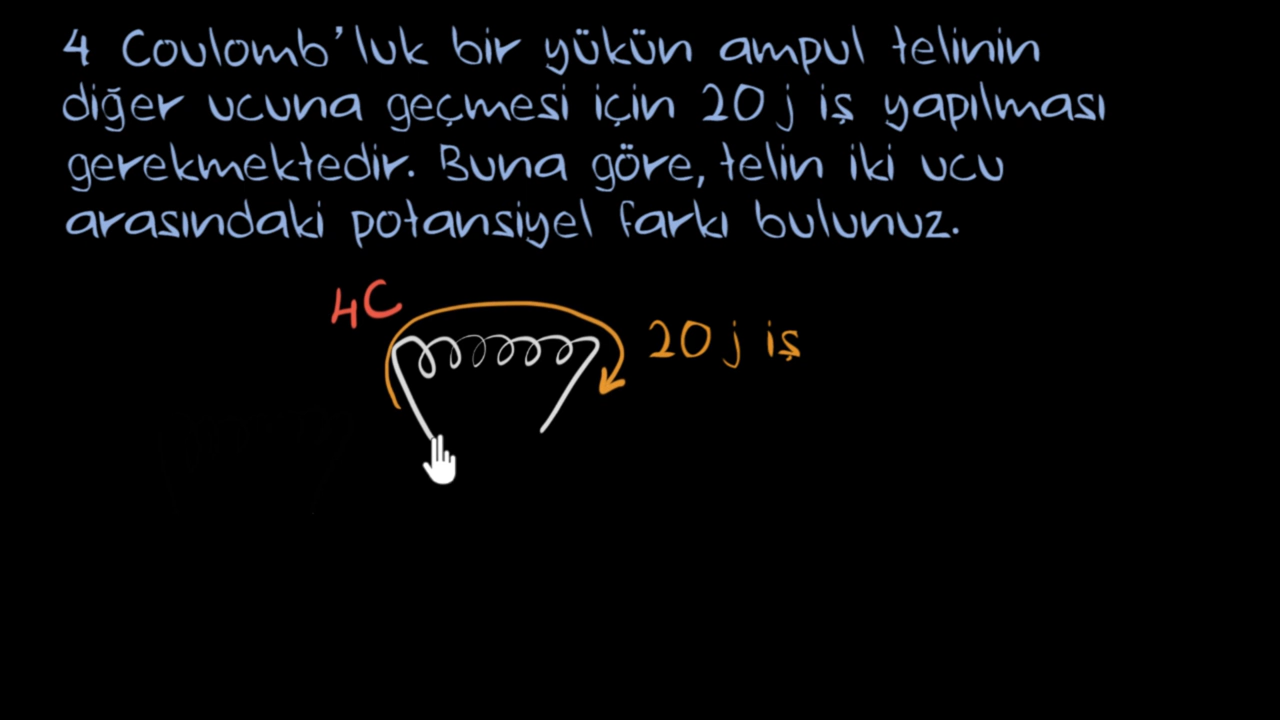 4 Coulomb'luk bir yükün ampul telinin
diğer ucuna geçmesi için 20 j iş yapılması
gerekmektedir. Buna göre, telin iki ucu
arasındaki potansiyel farkı bulunuz.
4C
20 j iş